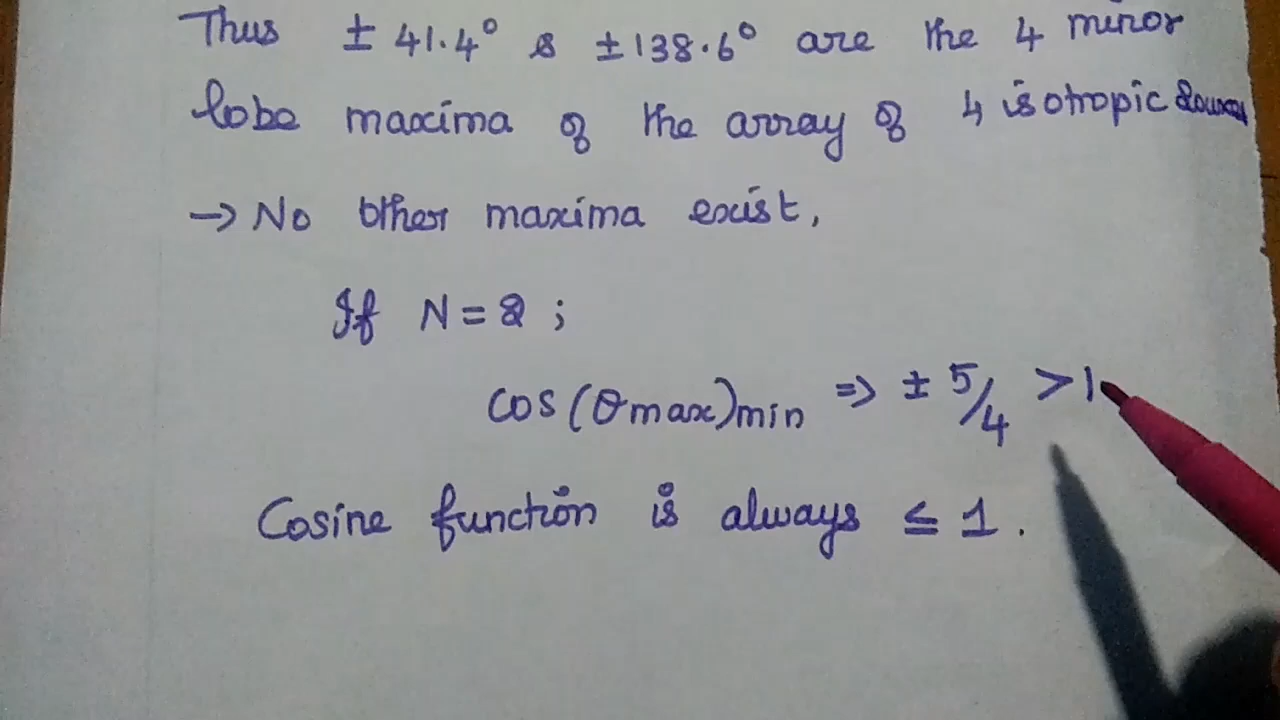 Thus ± 41.4° & ± 138.6° are the 4 minor
lobe maxima of the array of 4 isotropic
→ No other maxima exist.
If N = 2 ;
cos(θmax)min ⇒ ± 5/4 > 1
Cosine function is always ≤ 1.